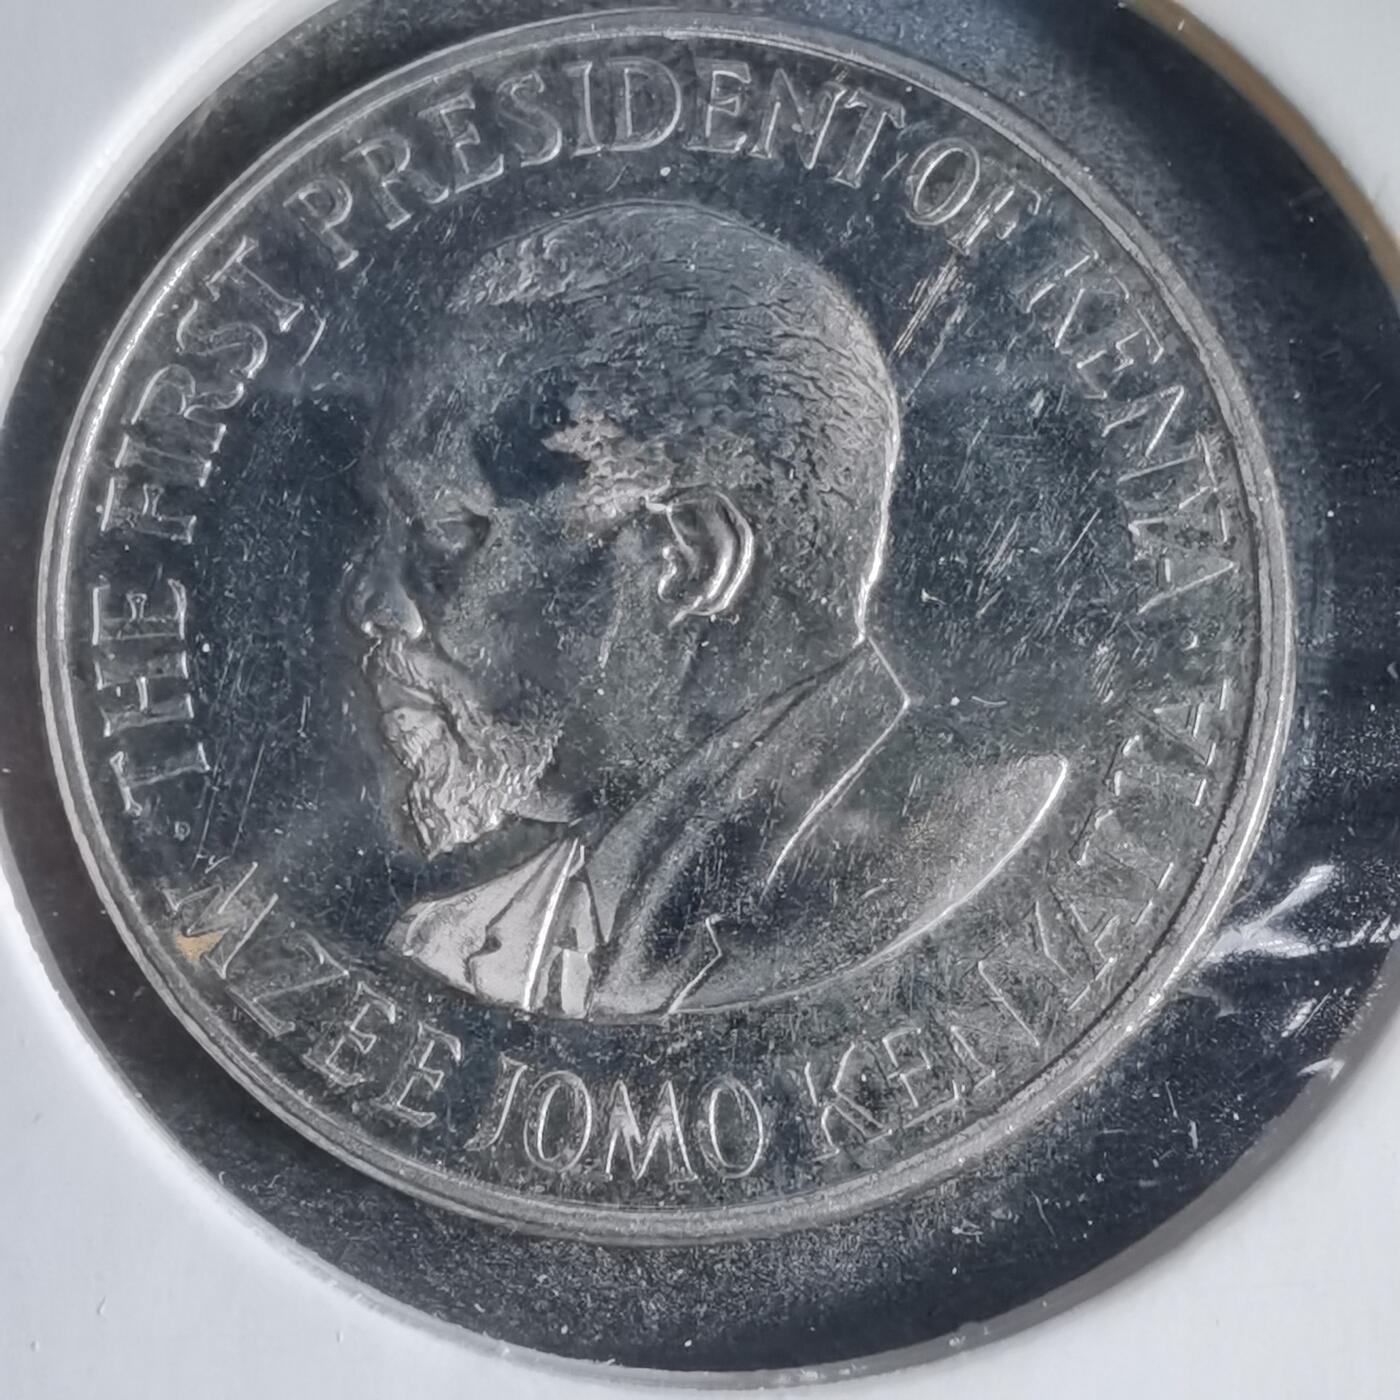 THE FIRST PRESIDENT OF KENYA
MZEE JOMO KENYATTA